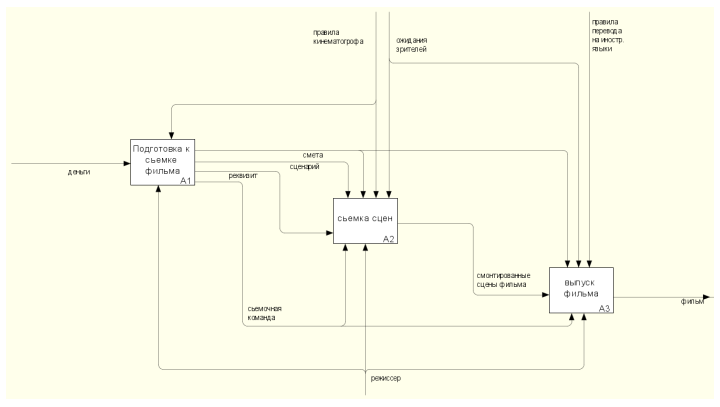 правила
кинематогрофа
ожидания
зрителей
правила
перевода
на иностр.
языки
Подготовка к
сьемке
фильма
A1
деньги
смета
сценарий
реквизит
сьемка сцен
A2
смонтированные
сцены фильма
выпуск
фильма
A3
фильм
сьемочная
команда
режиссер